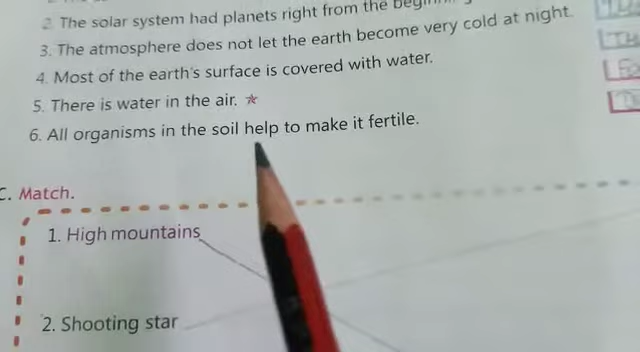 2. The solar system had planets right from the
3. The atmosphere does not let the earth become very cold at night.
4. Most of the earth's surface is covered with water.
5. There is water in the air. ★
6. All organisms in the soil help to make it fertile.
C. Match.
1. High mountains
2. Shooting star